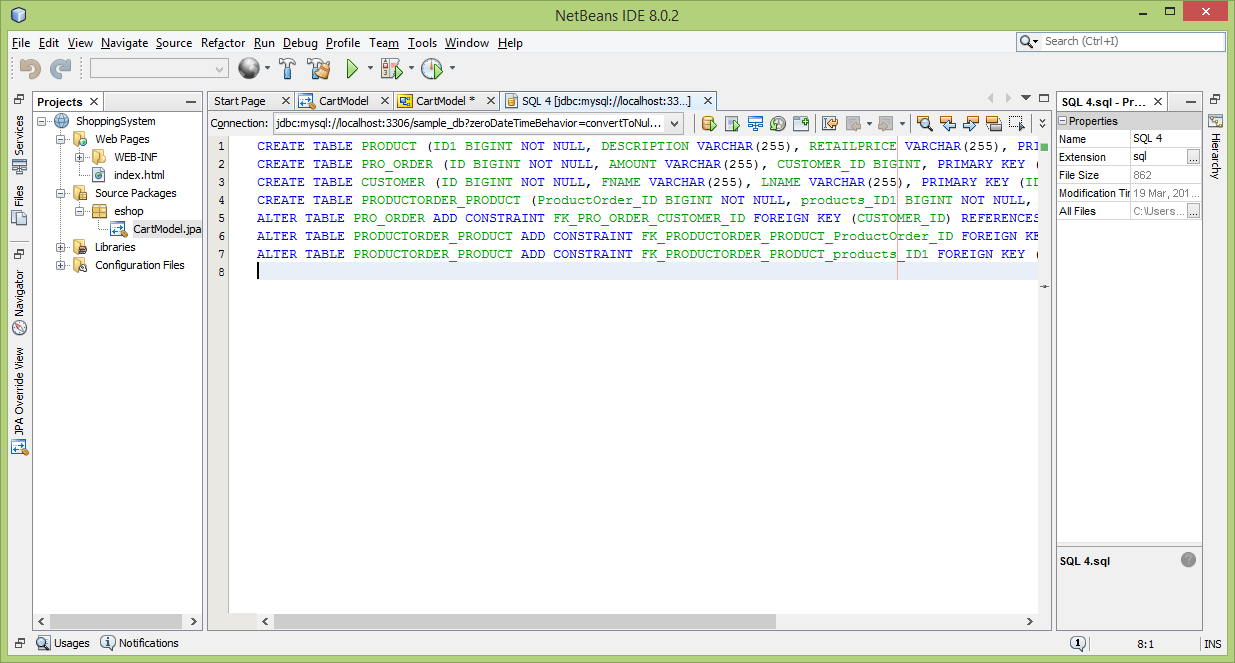 NetBeans IDE 8.0.2
File Edit View Navigate Source Refactor Run Debug Profile Team Tools Window Help
Search (Ctrl+I)
Services
Files
Navigator
JPA Override View
Projects
ShoppingSystem
Web Pages
WEB-INF
index.html
Source Packages
eshop
CartModel.jpa
Libraries
Configuration Files
Start Page CartModel CartModel * SQL 4 [jdbc:mysql://localhost:33...]
Connection: jdbc:mysql://localhost:3306/sample_db?zeroDateTimeBehavior=convertToNul...
1 CREATE TABLE PRODUCT (ID1 BIGINT NOT NULL, DESCRIPTION VARCHAR(255), RETAILPRICE VARCHAR(255), PRI
2 CREATE TABLE PRO_ORDER (ID BIGINT NOT NULL, AMOUNT VARCHAR(255), CUSTOMER_ID BIGINT, PRIMARY KEY (
3 CREATE TABLE CUSTOMER (ID BIGINT NOT NULL, FNAME VARCHAR(255), LNAME VARCHAR(255), PRIMARY KEY (ID
4 CREATE TABLE PRODUCTORDER_PRODUCT (ProductOrder_ID BIGINT NOT NULL, products_ID1 BIGINT NOT NULL,
5 ALTER TABLE PRO_ORDER ADD CONSTRAINT FK_PRO_ORDER_CUSTOMER_ID FOREIGN KEY (CUSTOMER_ID) REFERENCES
6 ALTER TABLE PRODUCTORDER_PRODUCT ADD CONSTRAINT FK_PRODUCTORDER_PRODUCT_ProductOrder_ID FOREIGN KE
7 ALTER TABLE PRODUCTORDER_PRODUCT ADD CONSTRAINT FK_PRODUCTORDER_PRODUCT_products_ID1 FOREIGN KEY (
8
SQL 4.sql - Pr...
Properties
Name SQL 4
Extension sql ...
File Size 862
Modification Tir 19 Mar, 201...
All Files C:\Users... ...
SQL 4.sql
Hierarchy
Usages Notifications
8:1 INS